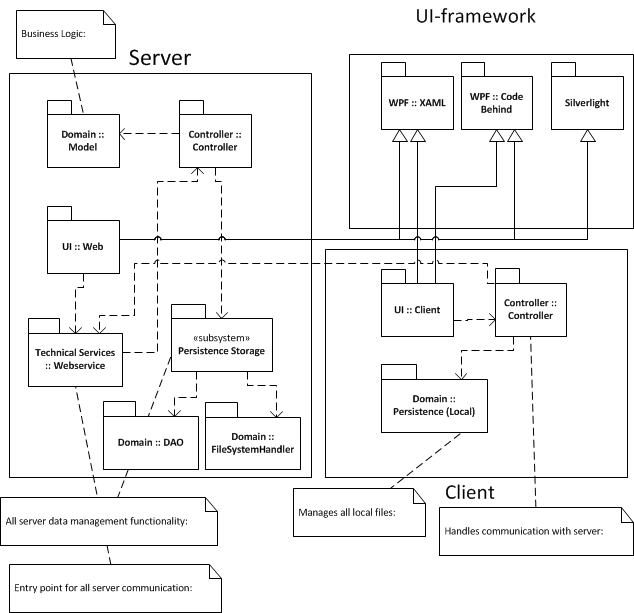 UI-framework
Business Logic:
Server
WPF :: XAML
WPF :: Code
Behind
Silverlight
Domain ::
Model
Controller ::
Controller
UI :: Web
UI :: Client
Controller ::
Controller
Technical Services
:: Webservice
«subsystem»
Persistence Storage
Domain ::
Persistence (Local)
Domain :: DAO
Domain ::
FileSystemHandler
Client
All server data management functionality:
Manages all local files:
Handles communication with server:
Entry point for all server communication: